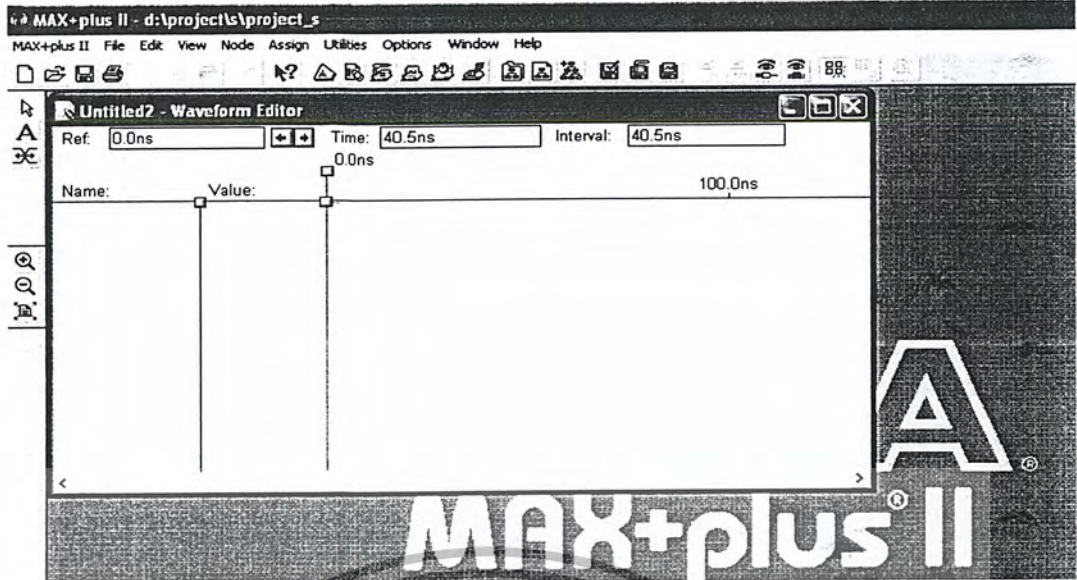 MAX+plus II - d:\project\s\project_s
MAX+plus II File Edit View Node Assign Utilities Options Window Help
Untitled2 - Waveform Editor
Ref: 0.0ns Time: 40.5ns Interval: 40.5ns
0.0ns
Name: Value: 100.0ns
A
A®
MAX+plus® II